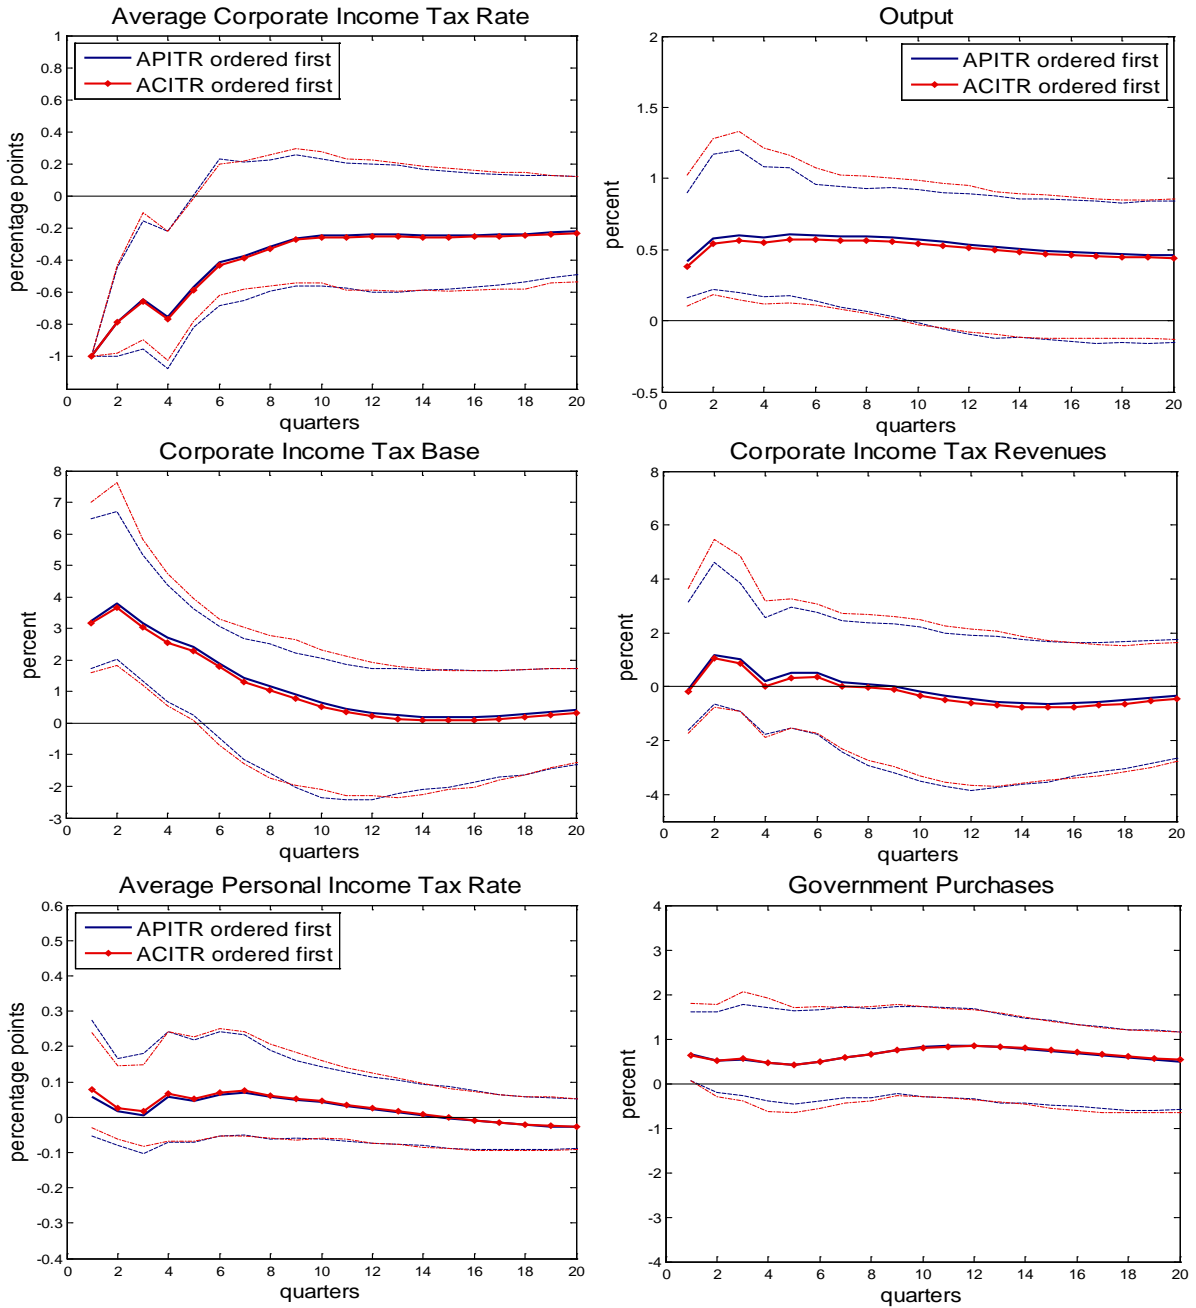 Average Corporate Income Tax Rate
1
0.8
0.6
0.4
0.2
0
-0.2
-0.4
-0.6
-0.8
-1
percentage points
APITR ordered first
ACITR ordered first
0 2 4 6 8 10 12 14 16 18 20
quarters
Output
2
1.5
1
0.5
0
-0.5
percent
APITR ordered first
ACITR ordered first
0 2 4 6 8 10 12 14 16 18 20
quarters
Corporate Income Tax Base
8
7
6
5
4
3
2
1
0
-1
-2
-3
percent
0 2 4 6 8 10 12 14 16 18 20
quarters
Corporate Income Tax Revenues
8
6
4
2
0
-2
-4
percent
0 2 4 6 8 10 12 14 16 18 20
quarters
Average Personal Income Tax Rate
0.6
0.5
0.4
0.3
0.2
0.1
0
-0.1
-0.2
-0.3
-0.4
percentage points
APITR ordered first
ACITR ordered first
0 2 4 6 8 10 12 14 16 18 20
quarters
Government Purchases
4
3
2
1
0
-1
-2
-3
-4
percent
0 2 4 6 8 10 12 14 16 18 20
quarters